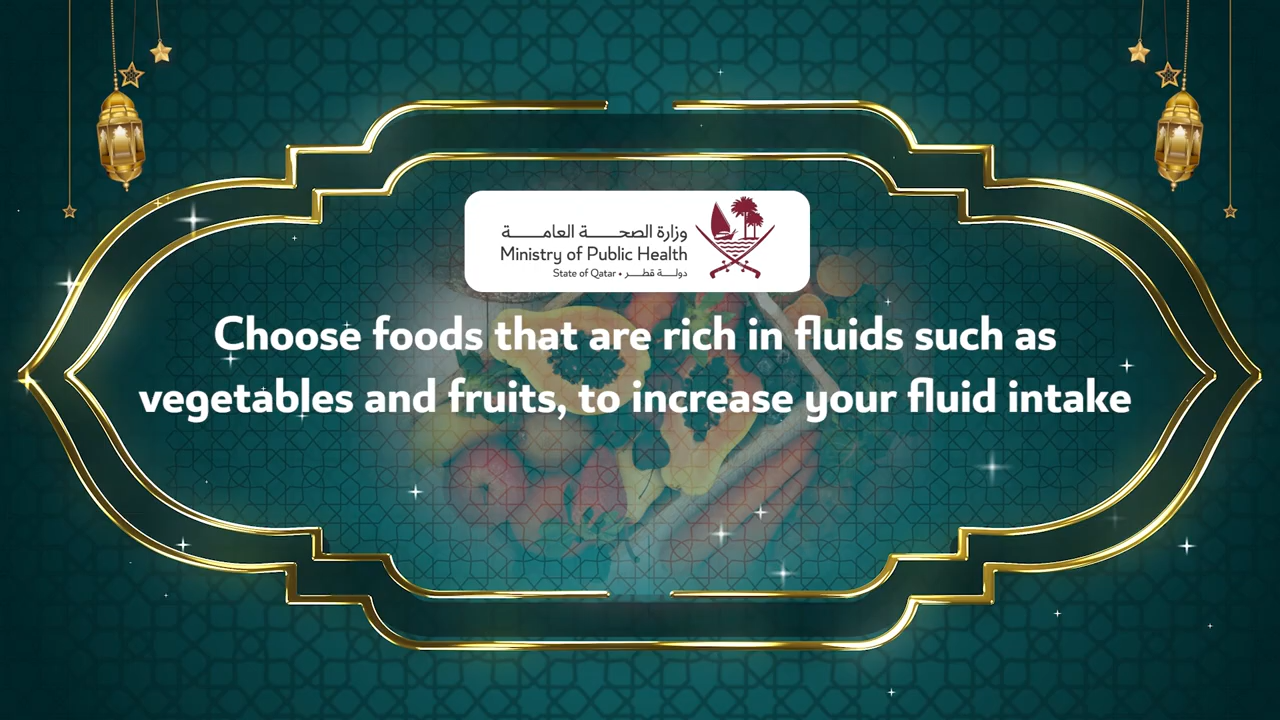 وزارة الصحة العامة
Ministry of Public Health
State of Qatar • دولة قطر
Choose foods that are rich in fluids such as
vegetables and fruits, to increase your fluid intake